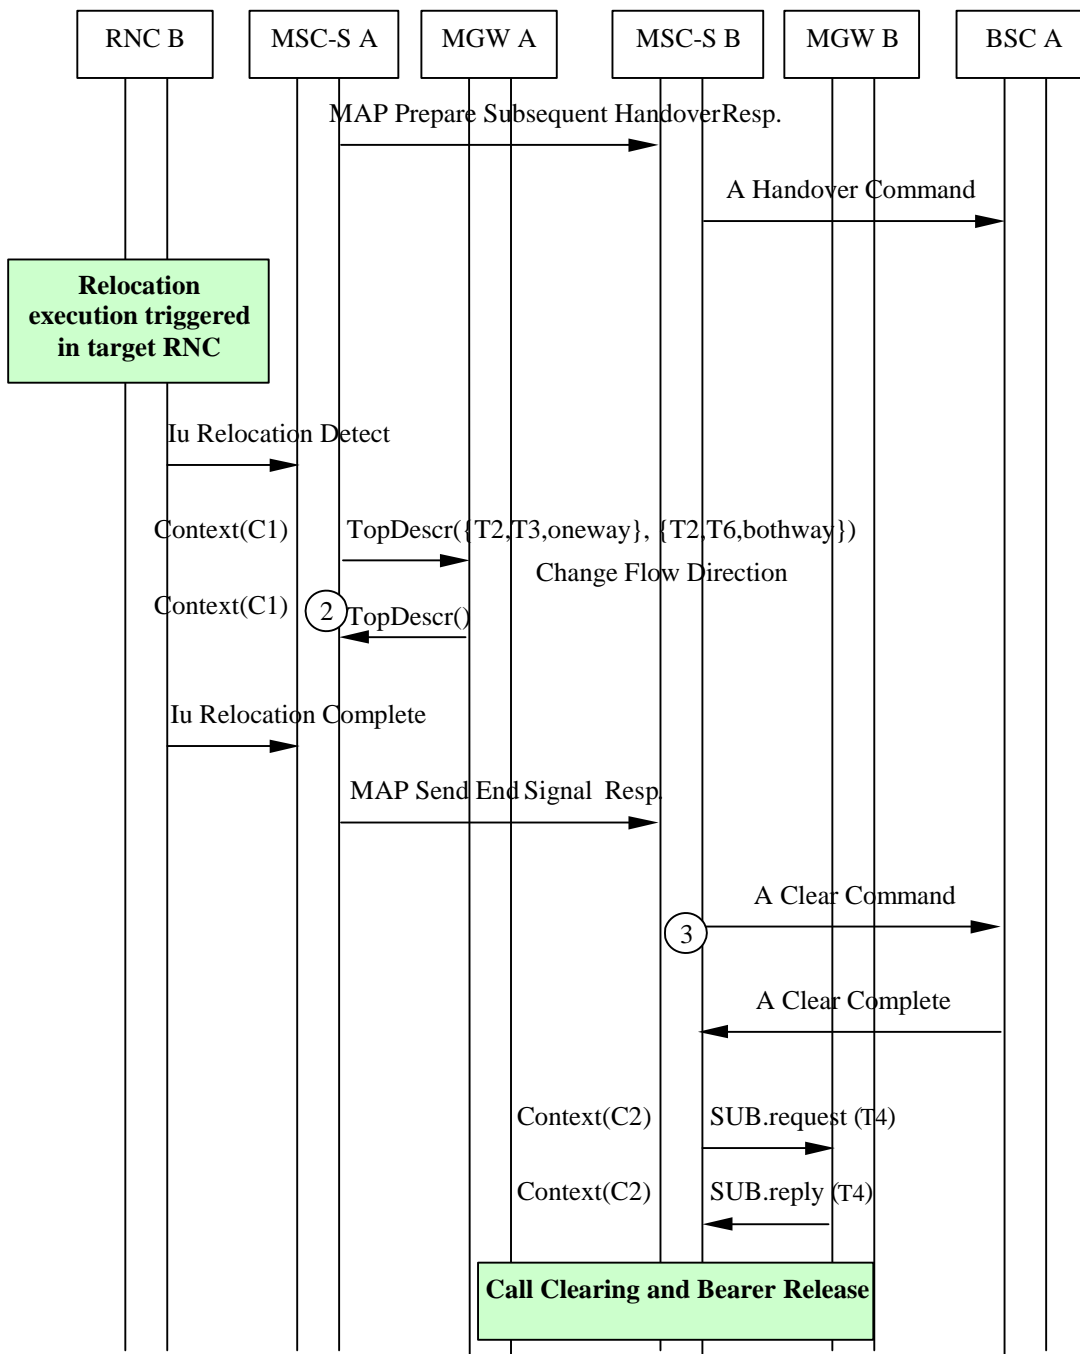 RNC B MSC-S A MGW A MSC-S B MGW B BSC A
MAP Prepare Subsequent HandoverResp.
A Handover Command
Relocation
execution triggered
in target RNC
Iu Relocation Detect
Context(C1) TopDescr({T2,T3,oneway}, {T2,T6,bothway})
Change Flow Direction
Context(C1) 2 TopDescr()
Iu Relocation Complete
MAP Send End Signal Resp.
A Clear Command
3
A Clear Complete
Context(C2) SUB.request (T4)
Context(C2) SUB.reply (T4)
Call Clearing and Bearer Release